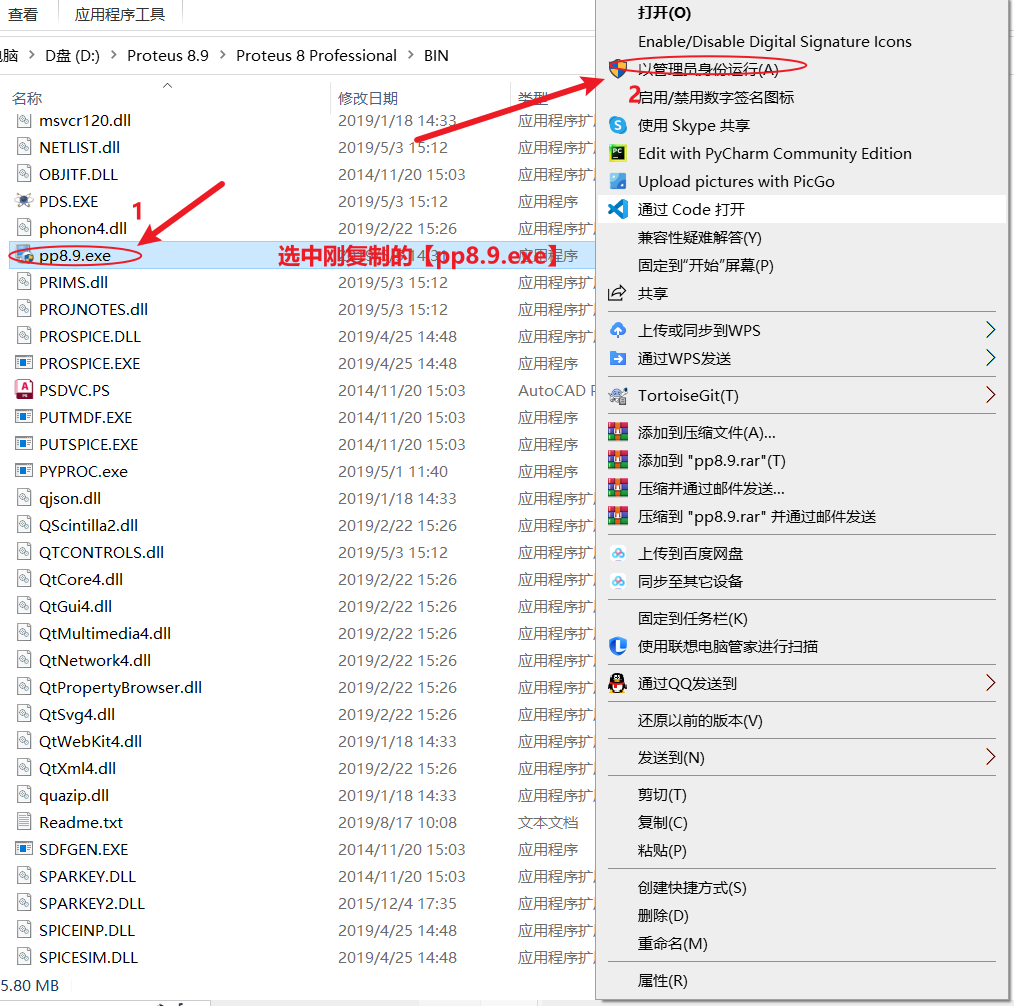 查看 应用程序工具
脑 > D盘 (D:) > Proteus 8.9 > Proteus 8 Professional > BIN
名称 修改日期 类型
msvcr120.dll 2019/1/18 14:33 应用程序扩
NETLIST.dll 2019/5/3 15:12 应用程序扩
OBJITF.DLL 2014/11/20 15:03 应用程序扩
PDS.EXE 2019/5/3 15:12 应用程序
phonon4.dll 2019/2/22 15:26 应用程序扩
1
pp8.9.exe 14:31 程序
选中刚复制的【pp8.9.exe】
PRIMS.dll 2019/5/3 15:12 应用程序扩
PROJNOTES.dll 2019/5/3 15:12 应用程序扩
PROSPICE.DLL 2019/4/25 14:48 应用程序扩
PROSPICE.EXE 2019/4/25 14:48 应用程序
PSDVC.PS 2014/11/20 15:03 AutoCAD
PUTMDF.EXE 2014/11/20 15:03 应用程序
PUTSPICE.EXE 2014/11/20 15:03 应用程序
PYPROC.exe 2019/5/1 11:40 应用程序
qjson.dll 2019/1/18 14:33 应用程序扩
QScintilla2.dll 2019/2/22 15:26 应用程序扩
QTCONTROLS.dll 2019/5/3 15:12 应用程序扩
QtCore4.dll 2019/2/22 15:26 应用程序扩
QtGui4.dll 2019/2/22 15:26 应用程序扩
QtMultimedia4.dll 2019/2/22 15:26 应用程序扩
QtNetwork4.dll 2019/2/22 15:26 应用程序扩
QtPropertyBrowser.dll 2019/2/22 15:26 应用程序扩
QtSvg4.dll 2019/2/22 15:26 应用程序扩
QtWebKit4.dll 2019/1/18 14:33 应用程序扩
QtXml4.dll 2019/2/22 15:26 应用程序扩
quazip.dll 2019/1/18 14:33 应用程序扩
Readme.txt 2019/8/17 10:08 文本文档
SDFGEN.EXE 2014/11/20 15:03 应用程序
SPARKEY.DLL 2014/11/20 15:03 应用程序扩
SPARKEY2.DLL 2015/12/4 17:35 应用程序扩
SPICEINP.DLL 2019/4/25 14:48 应用程序扩
SPICESIM.DLL 2019/4/25 14:48 应用程序扩
5.80 MB
打开(O)
Enable/Disable Digital Signature Icons
以管理员身份运行(A)
2
启用/禁用数字签名图标
使用 Skype 共享
Edit with PyCharm Community Edition
Upload pictures with PicGo
通过 Code 打开
兼容性疑难解答(Y)
固定到"开始"屏幕(P)
共享
上传或同步到WPS
通过WPS发送
TortoiseGit(T)
添加到压缩文件(A)...
添加到 "pp8.9.rar"(T)
压缩并通过邮件发送...
压缩到 "pp8.9.rar" 并通过邮件发送
上传到百度网盘
同步至其它设备
固定到任务栏(K)
使用联想电脑管家进行扫描
通过QQ发送到
还原以前的版本(V)
发送到(N)
剪切(T)
复制(C)
粘贴(P)
创建快捷方式(S)
删除(D)
重命名(M)
属性(R)